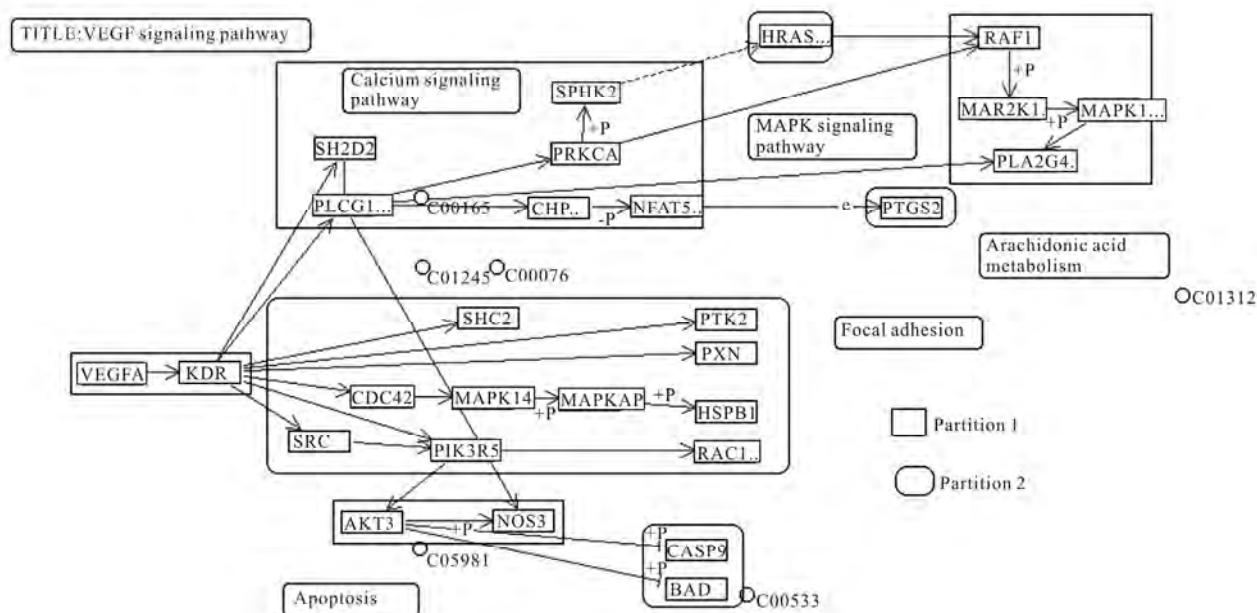 TITLE:VEGF signaling pathway
HRAS...
RAF1
Calcium signaling
pathway
SPHK2
+P
MAR2K1
+P
MAPK1...
MAPK signaling
pathway
+P
SH2D2
PRKCA
PLA2G4.
PLCG1...
C00165
CHP..
-P
NFAT5..
e
PTGS2
Arachidonic acid
metabolism
C01245
C00076
C01312
SHC2
PTK2
Focal adhesion
PXN
VEGFA
KDR
CDC42
MAPK14
+P
MAPKAP
+P
HSPB1
Partition 1
SRC
PIK3R5
RAC1..
Partition 2
AKT3
+P
NOS3
+P
CASP9
C05981
+P
BAD
C00533
Apoptosis